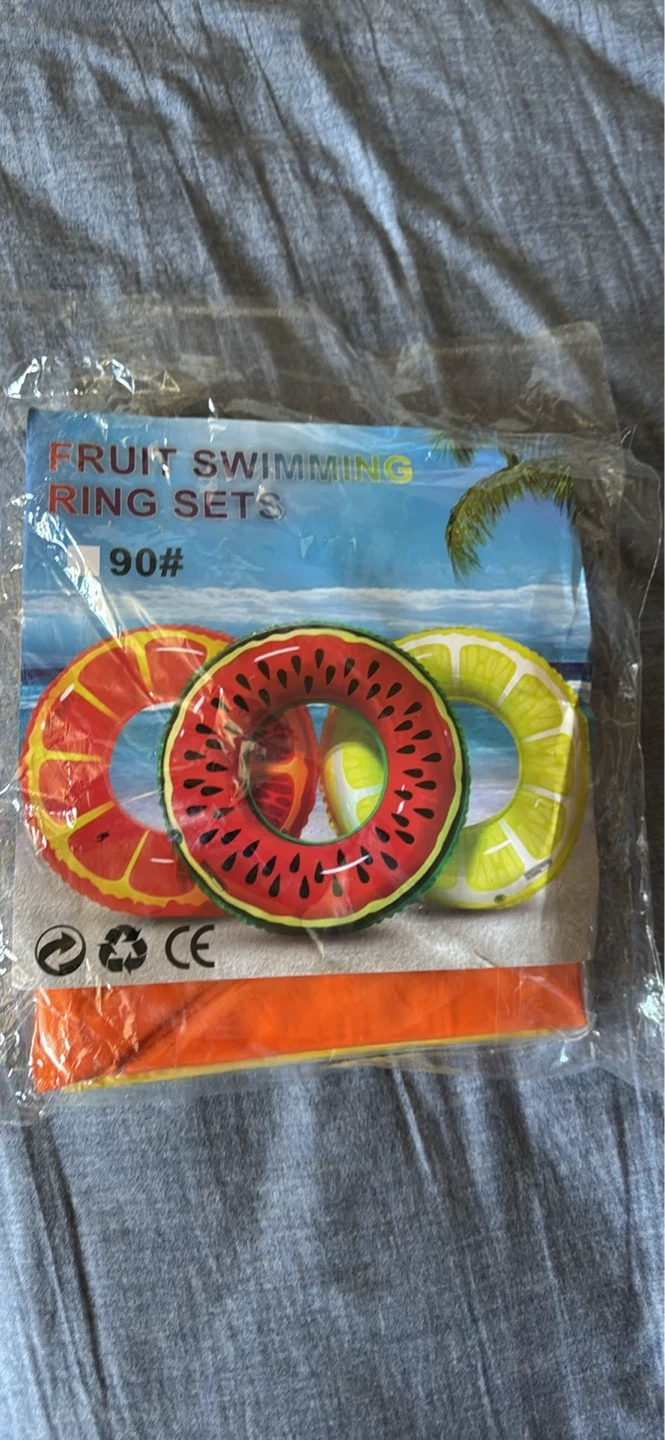 FRUIT SWIMMING
RING SETS
90#
CE